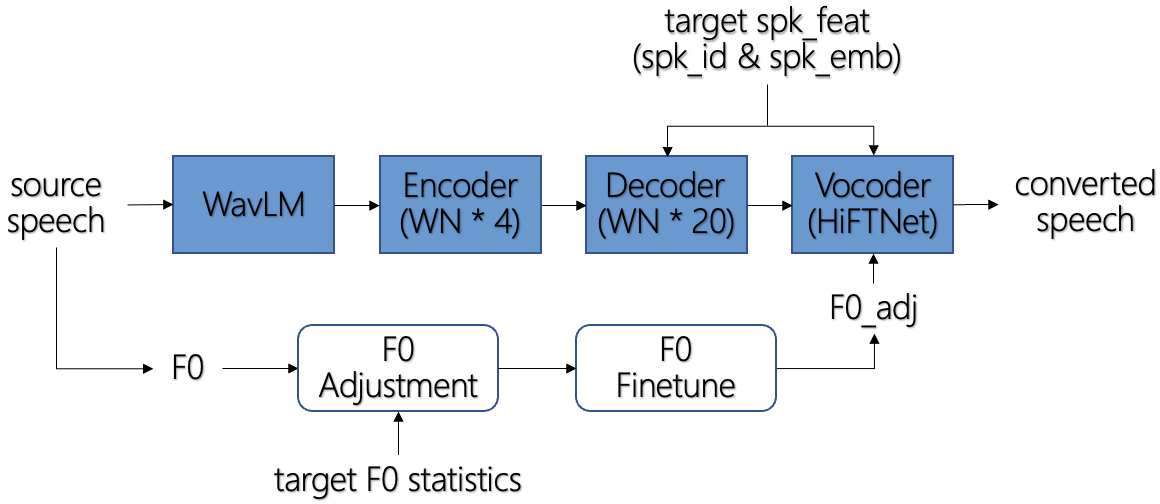 target spk_feat
(spk_id & spk_emb)
source
speech
WavLM
Encoder
(WN * 4)
Decoder
(WN * 20)
Vocoder
(HiFTNet)
converted
speech
F0_adj
F0
F0
Adjustment
F0
Finetune
target F0 statistics